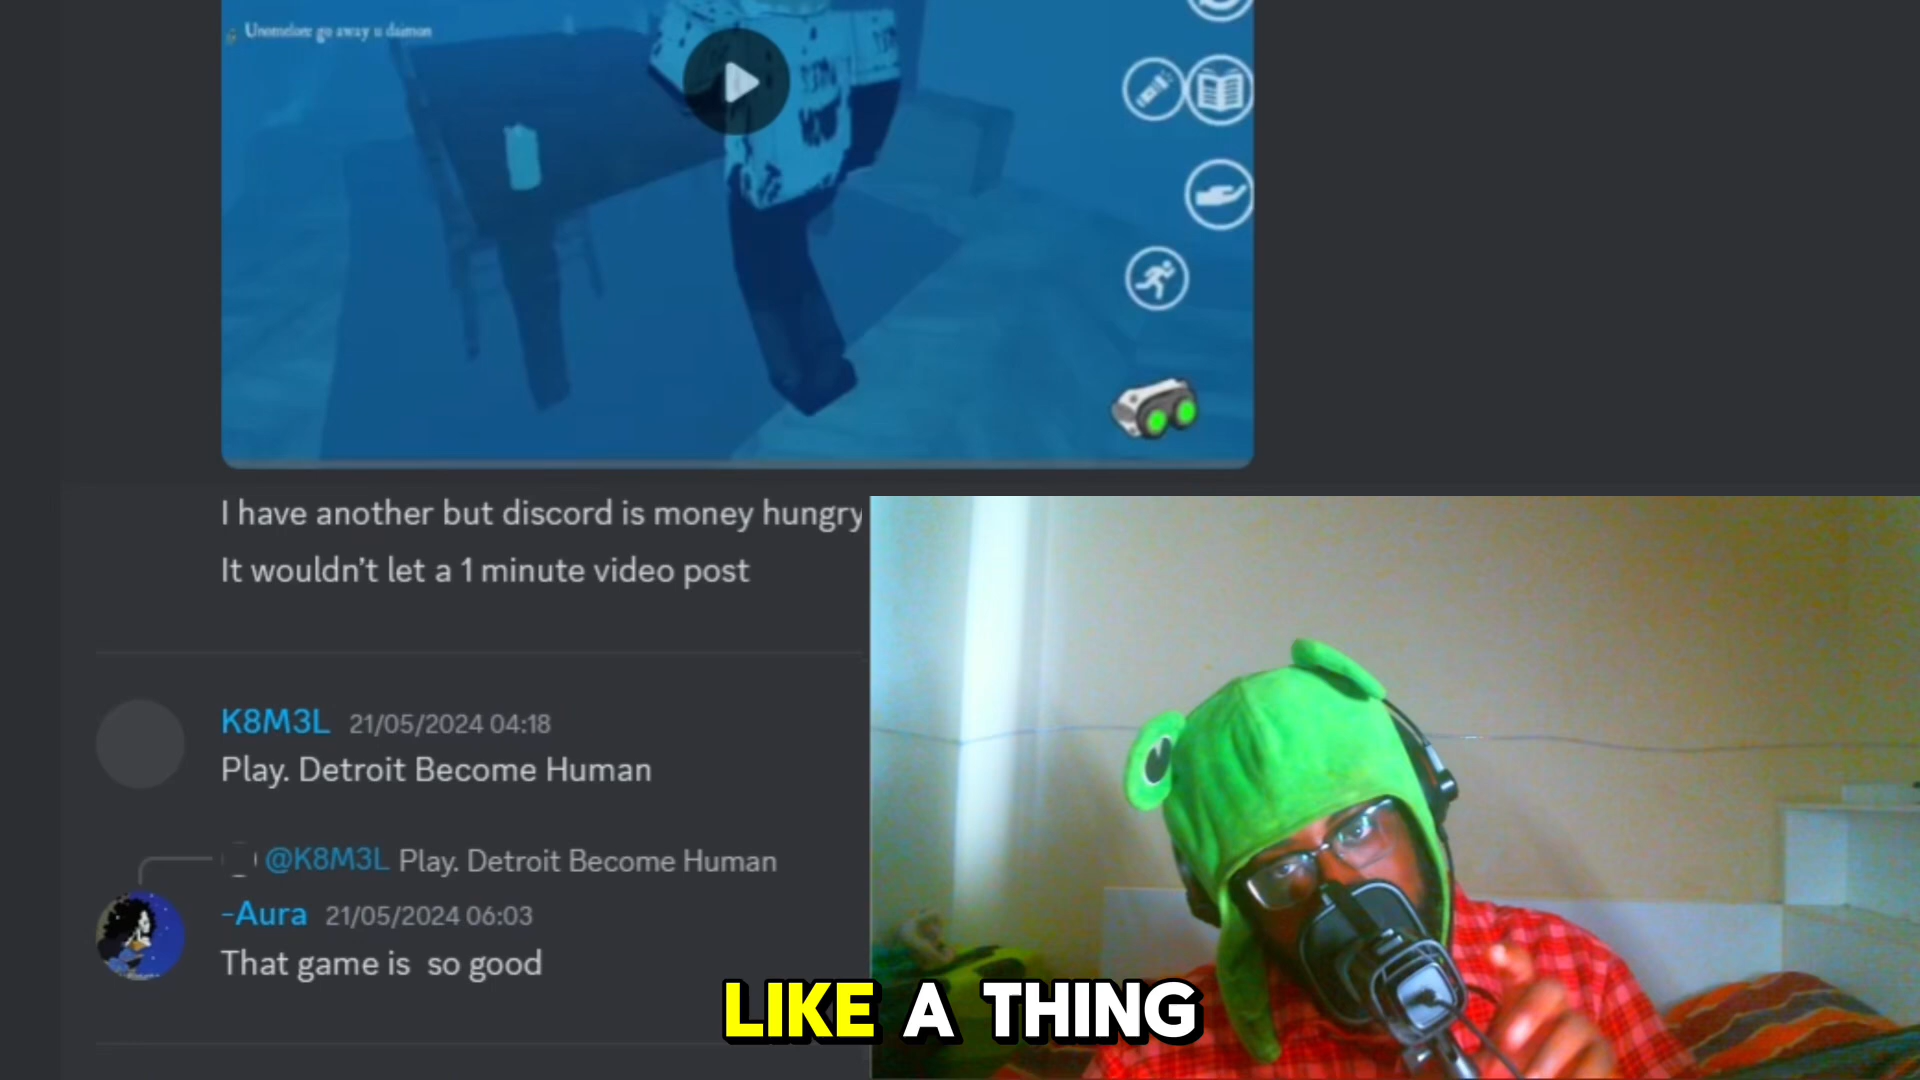 go away u
I have another but discord is money hungry
It wouldn't let a 1 minute video post
K8M3L 21/05/2024 04:18
Play. Detroit Become Human
@K8M3L Play. Detroit Become Human
-Aura 21/05/2024 06:03
That game is so good
LIKE A THING